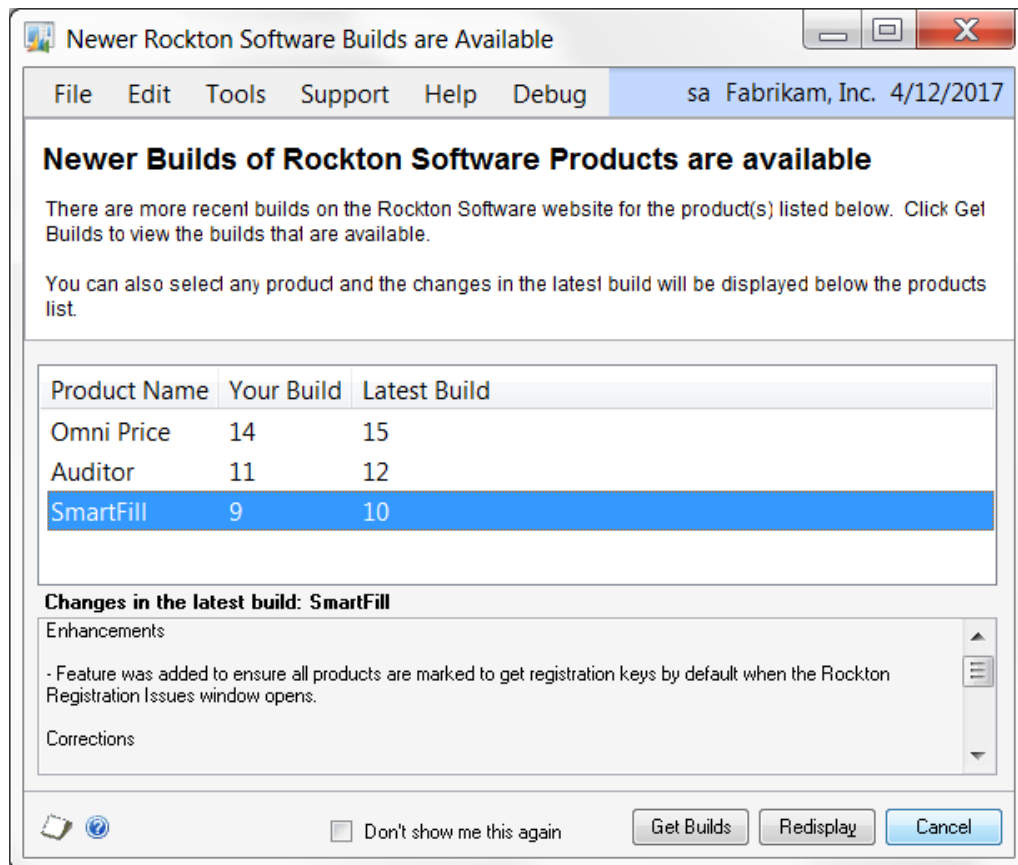 Newer Rockton Software Builds are Available
File Edit Tools Support Help Debug sa Fabrikam, Inc. 4/12/2017
Newer Builds of Rockton Software Products are available
There are more recent builds on the Rockton Software website for the product(s) listed below. Click Get
Builds to view the builds that are available.
You can also select any product and the changes in the latest build will be displayed below the products
list.
Product Name Your Build Latest Build
Omni Price 14 15
Auditor 11 12
SmartFill 9 10
Changes in the latest build: SmartFill
Enhancements
- Feature was added to ensure all products are marked to get registration keys by default when the Rockton
Registration Issues window opens.
Corrections
Don't show me this again Get Builds Redisplay Cancel